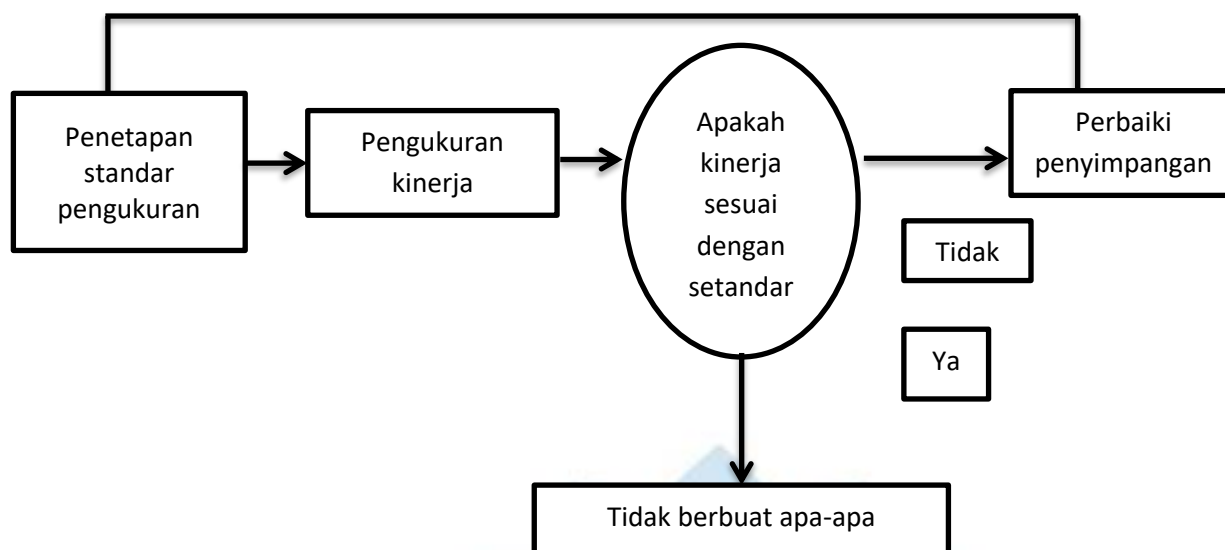 Penetapan
standar
pengukuran
Pengukuran
kinerja
Apakah
kinerja
sesuai
dengan
setandar
Perbaiki
penyimpangan
Tidak
Ya
Tidak berbuat apa-apa